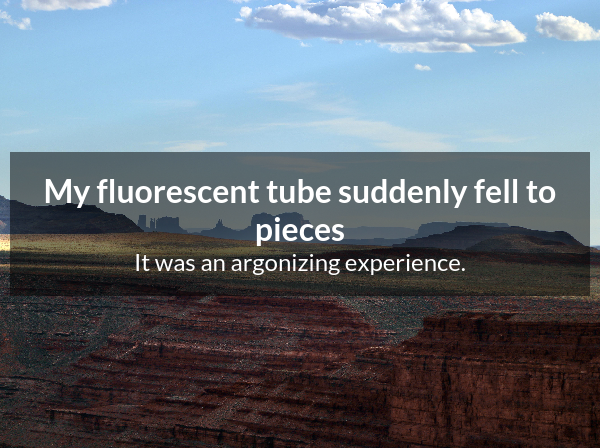 My fluorescent tube suddenly fell to
pieces
It was an argonizing experience.